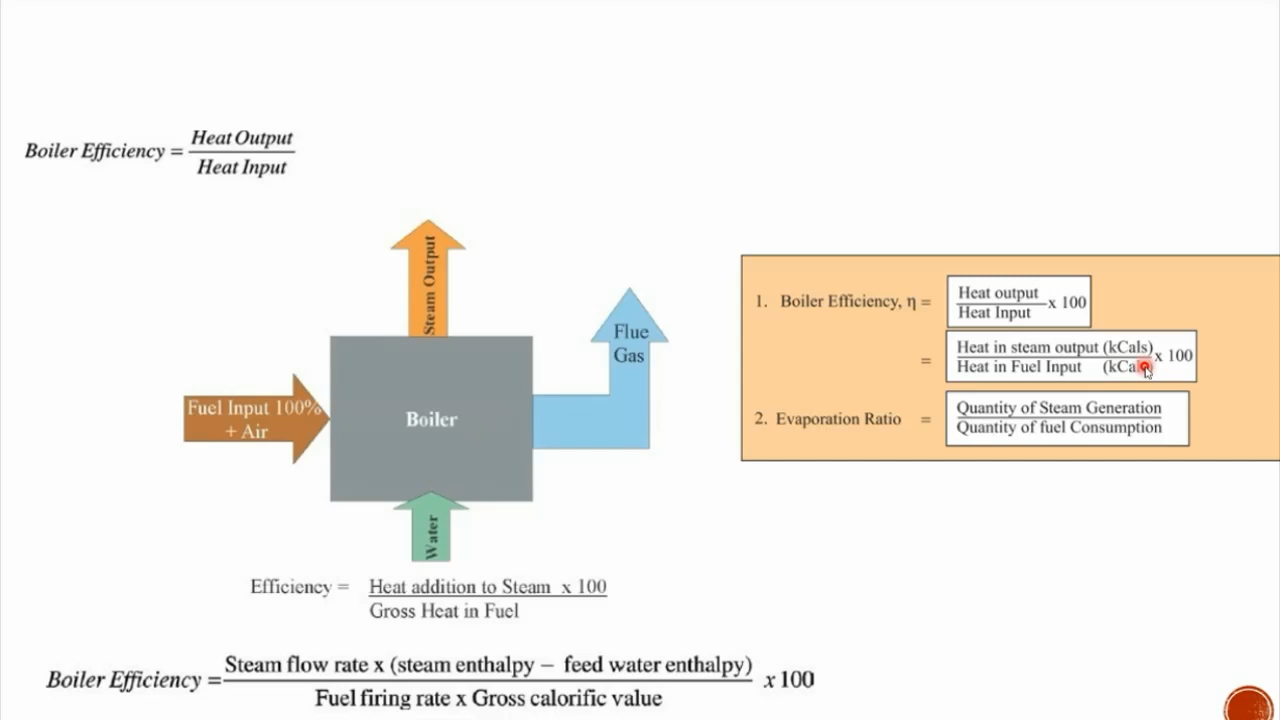 Boiler Efficiency = Heat Output
Heat Input
Steam Output
Flue
Gas
Fuel Input 100%
+ Air
Boiler
Water
Efficiency = Heat addition to Steam x 100
Gross Heat in Fuel
Boiler Efficiency = Steam flow rate x (steam enthalpy − feed water enthalpy) x 100
Fuel firing rate x Gross calorific value
1. Boiler Efficiency, η = Heat output x 100
Heat Input
= Heat in steam output (kCals) x 100
Heat in Fuel Input
2. Evaporation Ratio = Quantity of Steam Generation
Quantity of fuel Consumption